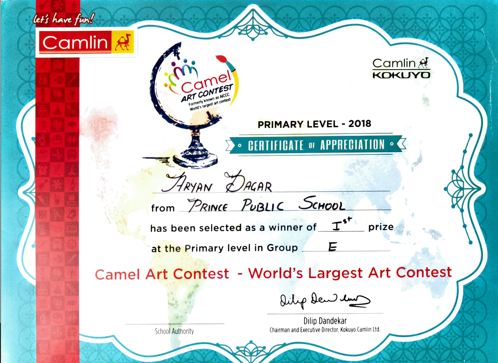 let's have fun!
Camlin
Camlin
KOKUYO
Camel
ART CONTEST
Formerly known as NCCC,
World's largest art contest
PRIMARY LEVEL - 2018
CERTIFICATE OF APPRECIATION
ARYAN DAGAR
from PRINCE PUBLIC SCHOOL
has been selected as a winner of Ist prize
at the Primary level in Group E
Camel Art Contest - World's Largest Art Contest
Dilip Dandekar
Dilip Dandekar
School Authority
Chairman and Executive Director, Kokuyo Camlin Ltd.